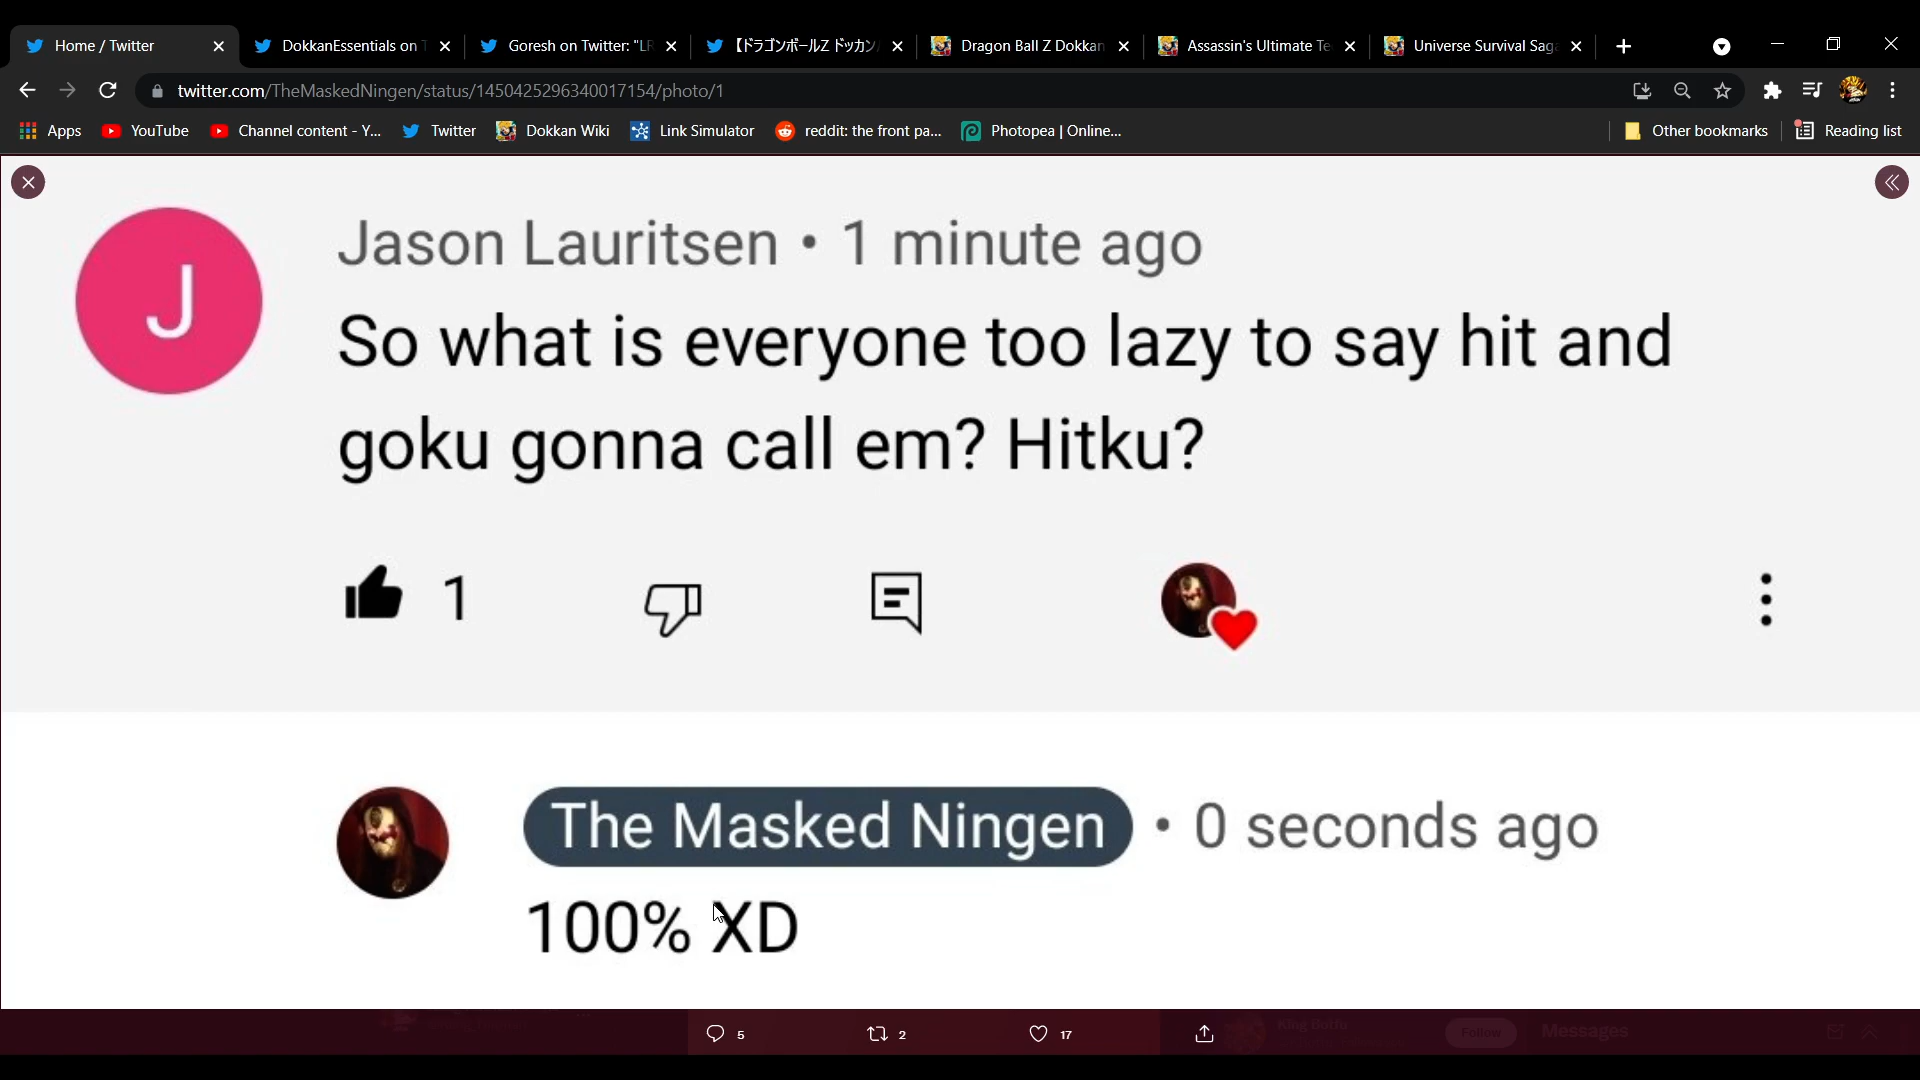 Home / Twitter
DokkanEssentials on T
Goresh on Twitter: "LR
【ドラゴンボールZ ドッカン
Dragon Ball Z Dokkan
Assassin's Ultimate Te
Universe Survival Saga
twitter.com/TheMaskedNingen/status/1450425296340017154/photo/1
Apps
YouTube
Channel content - Y...
Twitter
Dokkan Wiki
Link Simulator
reddit: the front pa...
Photopea | Online...
Other bookmarks
Reading list
J
Jason Lauritsen • 1 minute ago
So what is everyone too lazy to say hit and
goku gonna call em? Hitku?
1
The Masked Ningen • 0 seconds ago
100% XD
5
2
17
Follow
Messages